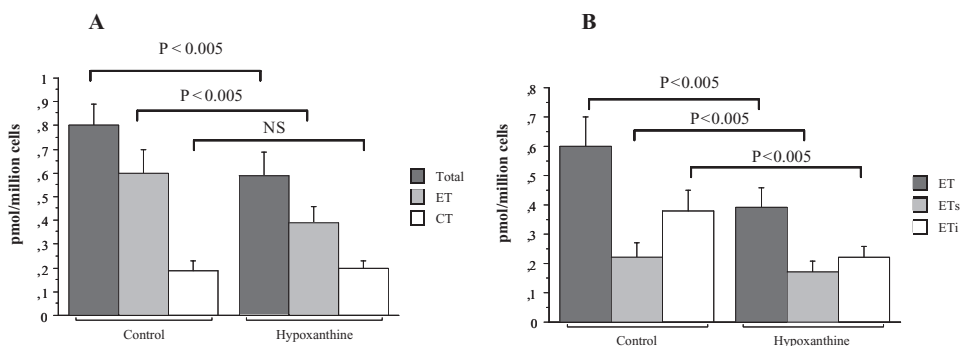 A
P < 0.005
P < 0.005
NS
pmol/million cells
1
,9
,8
,7
,6
,5
,4
,3
,2
,1
0
Total
ET
CT
Control
Hypoxanthine
B
P<0.005
P<0.005
P<0.005
pmol/million cells
,8
,7
,6
,5
,4
,3
,2
,1
0
ET
ETs
ETi
Control
Hypoxanthine